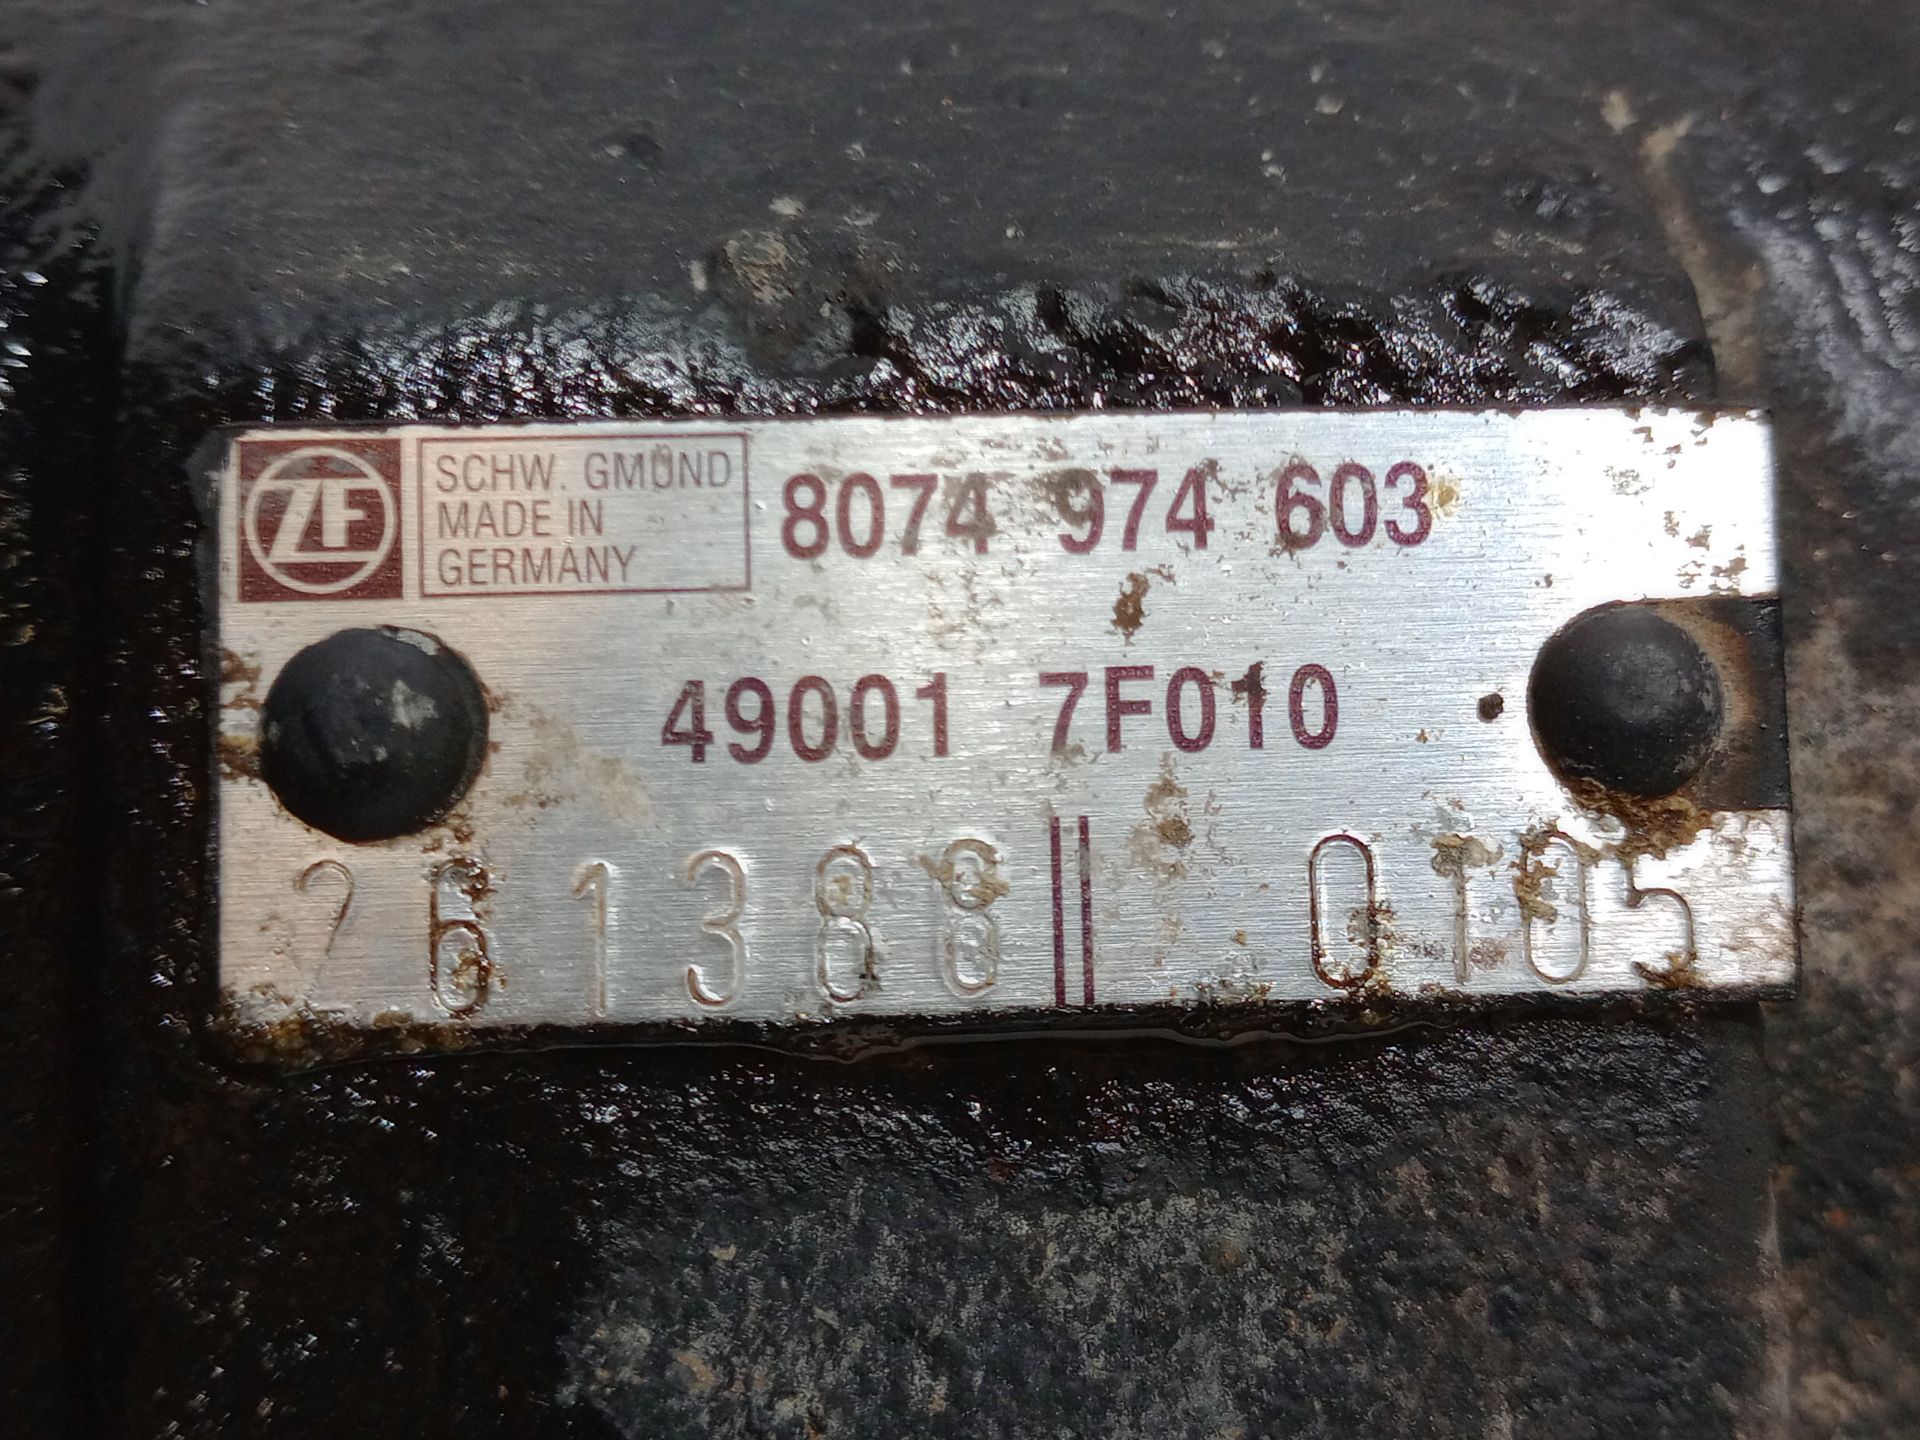 ZF
SCHW. GMÜND
MADE IN
GERMANY
8074 974 603
49001 7F010
261388 0105